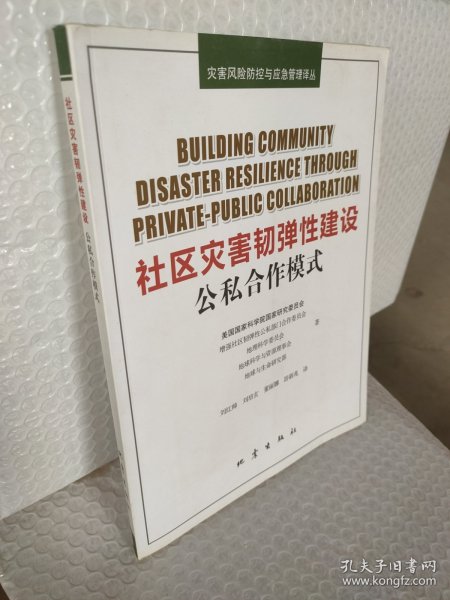 灾害风险防控与应急管理译丛
BUILDING COMMUNITY
DISASTER RESILIENCE THROUGH
PRIVATE-PUBLIC COLLABORATION
社区灾害韧弹性建设
公私合作模式
美国国家科学院国家研究委员会
增强社区韧弹性公私部门合作委员会
地理科学委员会
地球科学与资源理事会
地球与生命研究部
著
译
地震出版社
社区灾害韧弹性建设 公私合作模式
孔夫子旧书网
www.kongfz.com